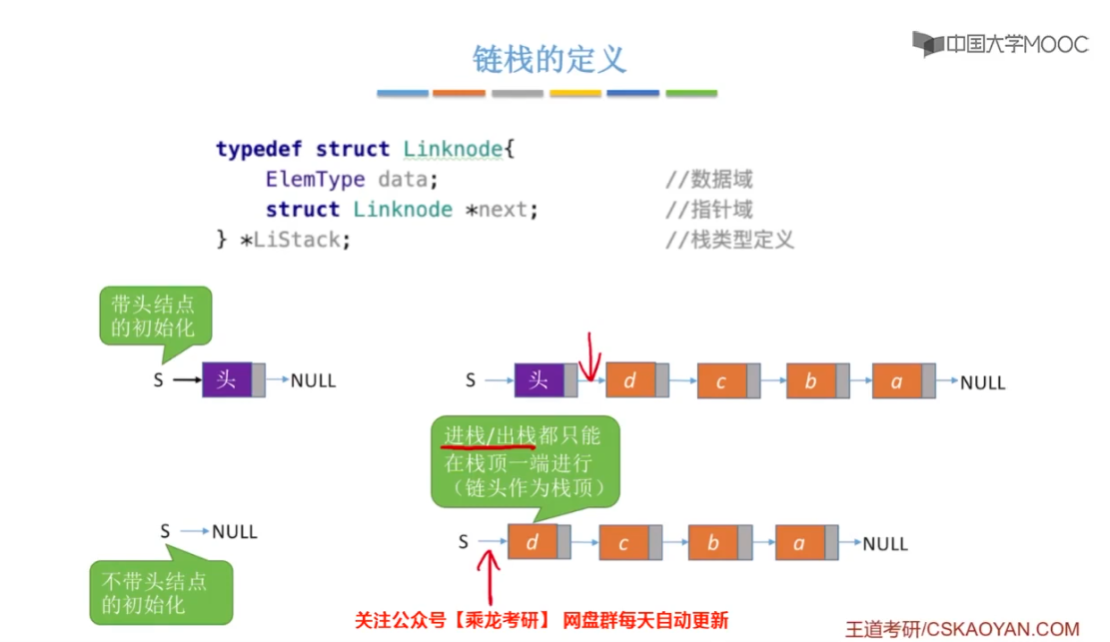 中国大学MOOC
链栈的定义
typedef struct Linknode{
ElemType data; //数据域
struct Linknode *next; //指针域
} *LiStack; //栈类型定义
带头结点
的初始化
S 头 NULL
S 头 d c b a NULL
进栈/出栈都只能
在栈顶一端进行
（链头作为栈顶）
S NULL
S d c b a NULL
不带头结点
的初始化
关注公众号【乘龙考研】 网盘群每天自动更新
王道考研/CSKAOYAN.COM